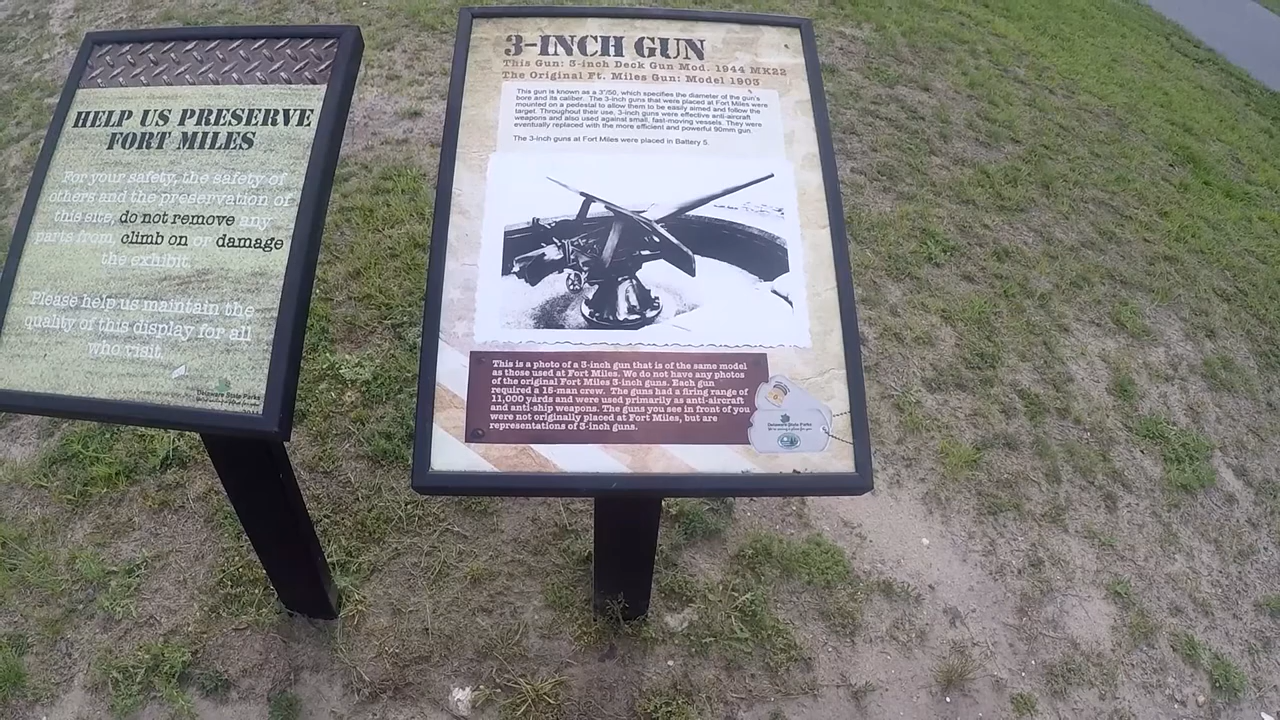 HELP US PRESERVE
FORT MILES
For your safety, the safety of
others and the preservation of
this site, do not remove any
parts from, climb on or damage
the exhibit.
Please help us maintain the
quality of this display for all
who visit.
Delaware State Parks
3-INCH GUN
This Gun: 3-inch Deck Gun Mod. 1944 MK22
The Original Ft. Miles Gun: Model 1903
This gun is known as a 3"/50, which specifies the diameter of the gun's
bore and its caliber. The 3-inch guns that were placed at Fort Miles were
mounted on a pedestal to allow them to be easily aimed and follow the
target. Throughout their use, 3-inch guns were effective anti-aircraft
weapons and also used against small, fast-moving vessels. They were
eventually replaced with the more efficient and powerful 90mm gun.
The 3-inch guns at Fort Miles were placed in Battery 5.
This is a photo of a 3-inch gun that is of the same model
as those used at Fort Miles. We do not have any photos
of the original Fort Miles 3-inch guns. Each gun
required a 16-man crew. The guns had a firing range of
11,000 yards and were used primarily as anti-aircraft
and anti-ship weapons. The guns you see in front of you
were not originally placed at Fort Miles, but are
representations of 3-inch guns.
Delaware State Parks